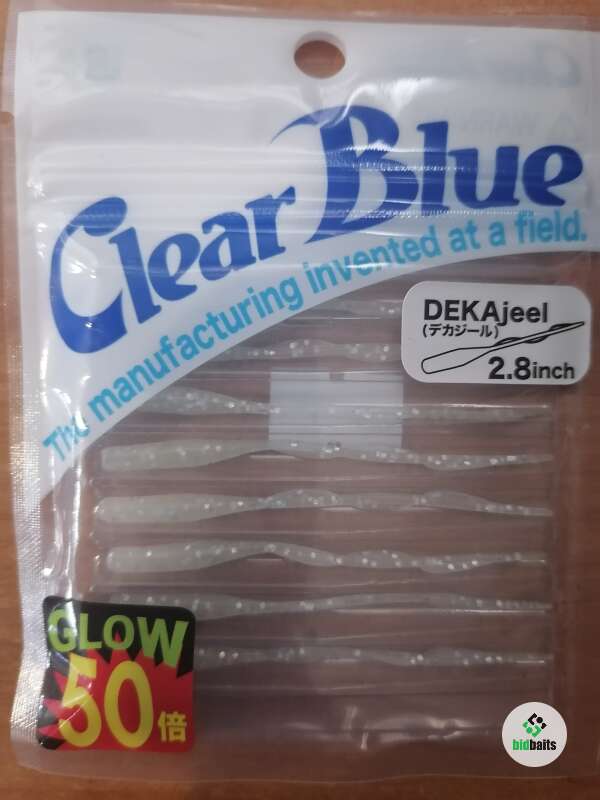 Clear Blue
The manufacturing invented at a field.
DEKAjeel
(デカジール)
2.8inch
GLOW
50倍
bidbaits